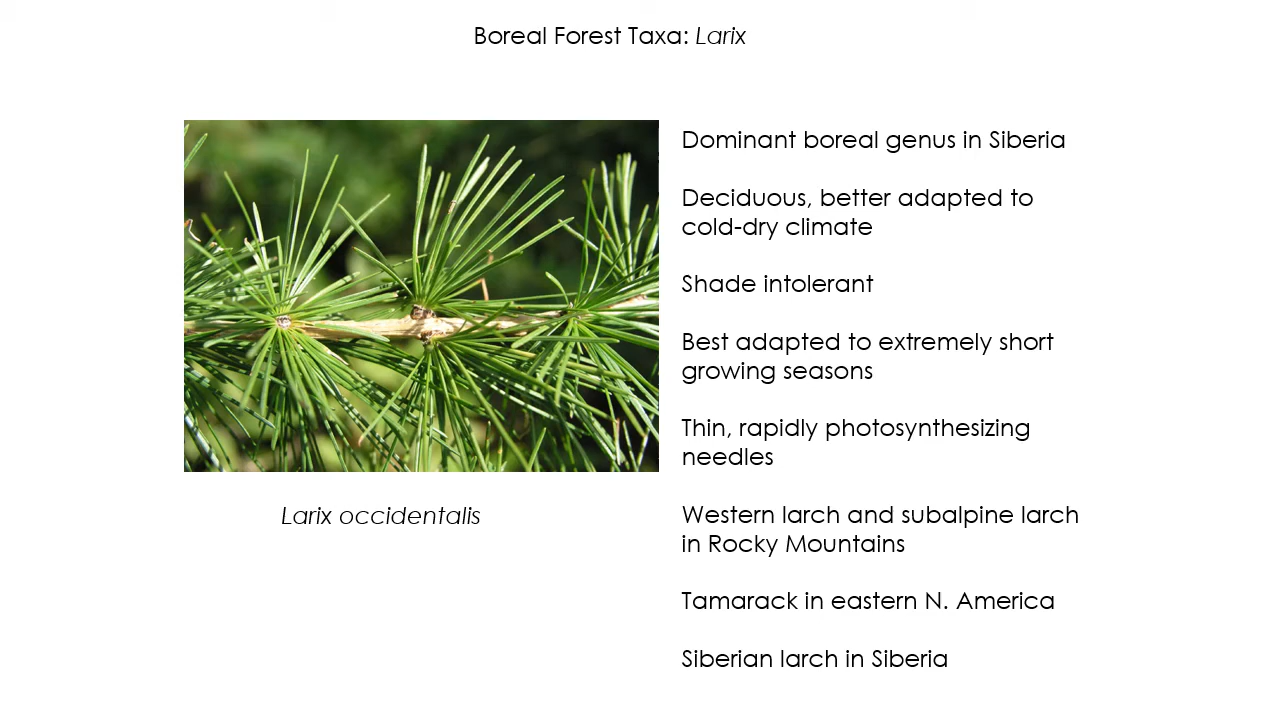 Boreal Forest Taxa: Larix
Dominant boreal genus in Siberia
Deciduous, better adapted to
cold-dry climate
Shade intolerant
Best adapted to extremely short
growing seasons
Thin, rapidly photosynthesizing
needles
Larix occidentalis
Western larch and subalpine larch
in Rocky Mountains
Tamarack in eastern N. America
Siberian larch in Siberia